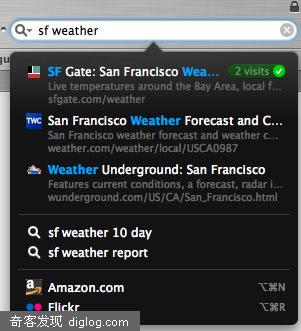 sf weather
SF Gate: San Francisco Wea... 2 visits
Live temperatures around the Bay Area, local f...
sfgate.com/weather
TWC San Francisco Weather Forecast and C...
San Francisco weather forecast and weather c...
weather.com/weather/local/USCA0987
Weather Underground: San Francisco
Features current conditions, a forecast, radar i...
wunderground.com/US/CA/San_Francisco.html
sf weather 10 day
sf weather report
Amazon.com ⌥⌘N
Flickr ⌥⌘R
奇客发现 diglog.com